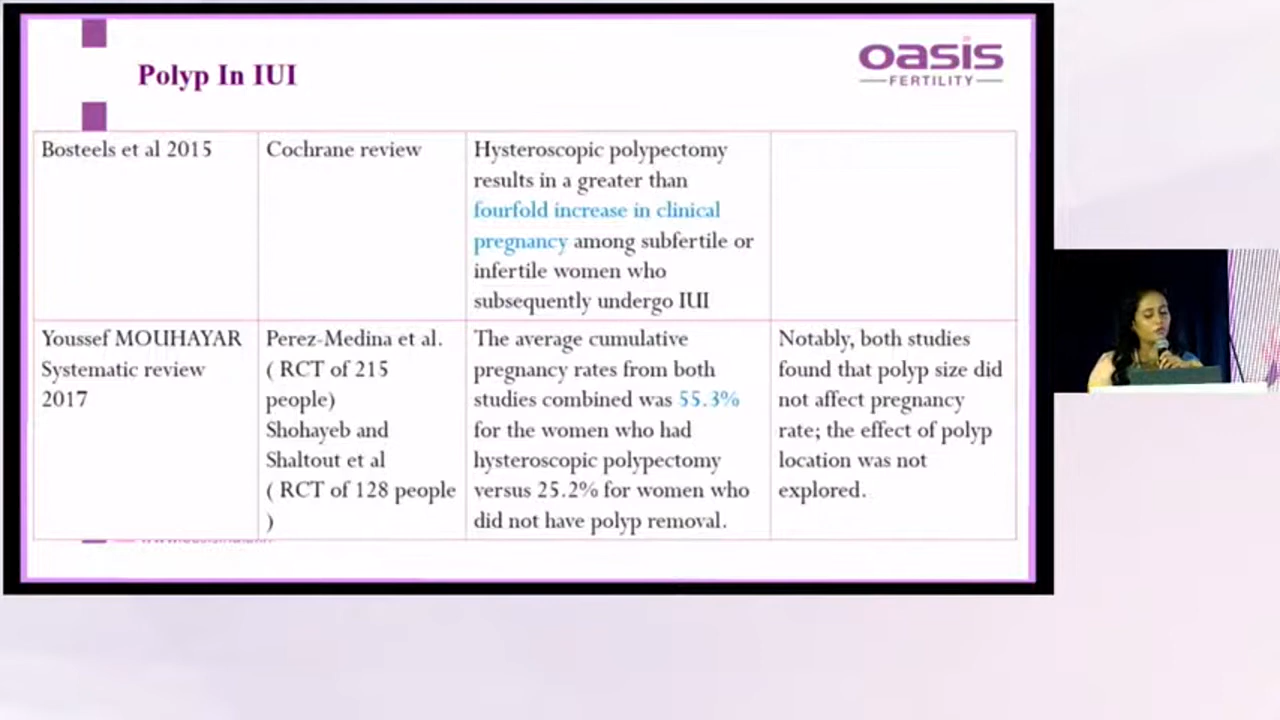 Polyp In IUI
oasis
FERTILITY
Bosteels et al 2015
Cochrane review
Hysteroscopic polypectomy
results in a greater than
fourfold increase in clinical
pregnancy among subfertile or
infertile women who
subsequently undergo IUI
Youssef MOUHAYAR
Systematic review
2017
Perez-Medina et al.
( RCT of 215
people)
Shohayeb and
Shaltout et al
( RCT of 128 people
)
The average cumulative
pregnancy rates from both
studies combined was 55.3%
for the women who had
hysteroscopic polypectomy
versus 25.2% for women who
did not have polyp removal.
Notably, both studies
found that polyp size did
not affect pregnancy
rate; the effect of polyp
location was not
explored.